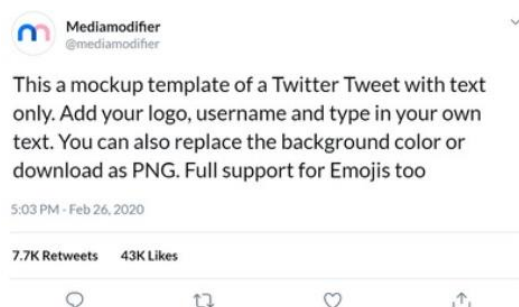 Mediamodifier
@mediamodifier
This a mockup template of a Twitter Tweet with text
only. Add your logo, username and type in your own
text. You can also replace the background color or
download as PNG. Full support for Emojis too
5:03 PM - Feb 26, 2020
7.7K Retweets 43K Likes